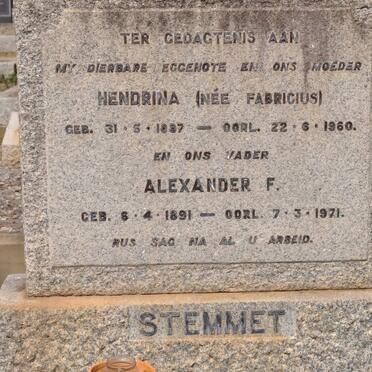 TER GEDAGTENIS AAN
MY DIERBARE EGGENOTE EN ONS MOEDER
HENDRINA (NÉE FABRICIUS)
GEB. 31·5·1887 — OORL. 22·6·1960.
EN ONS VADER
ALEXANDER F.
GEB. 6·4·1891 — OORL. 7·3·1971.
RUS SAG NA AL U ARBEID.
STEMMET